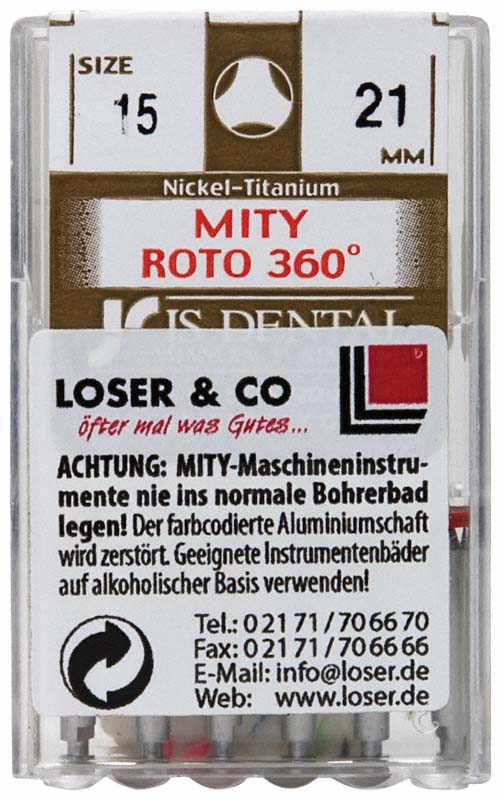 SIZE
15
21
MM
Nickel-Titanium
MITY
ROTO 360°
JS DENTAL
LOSER & CO
öfter mal was Gutes...
ACHTUNG: MITY-Maschineninstru-
mente nie ins normale Bohrerbad
legen! Der farbcodierte Aluminiumschaft
wird zerstört. Geeignete Instrumentenbäder
auf alkoholischer Basis verwenden!
Tel.: 0 21 71 / 70 66 70
Fax: 0 21 71 / 70 66 66
E-Mail: info@loser.de
Web: www.loser.de